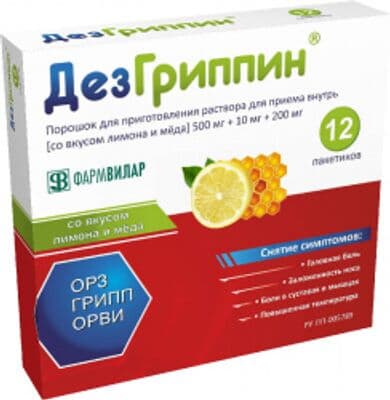 ДезГриппин®
Порошок для приготовления раствора для приема внутрь
[со вкусом лимона и мёда] 500 мг + 10 мг + 200 мг
12
пакетиков
ФАРМВИЛАР
со вкусом
лимона и мёда
Снятие симптомов:
• Головная боль
• Заложенность носа
• Боли в суставах и мышцах
• Повышенная температура
ОРЗ
ГРИПП
ОРВИ